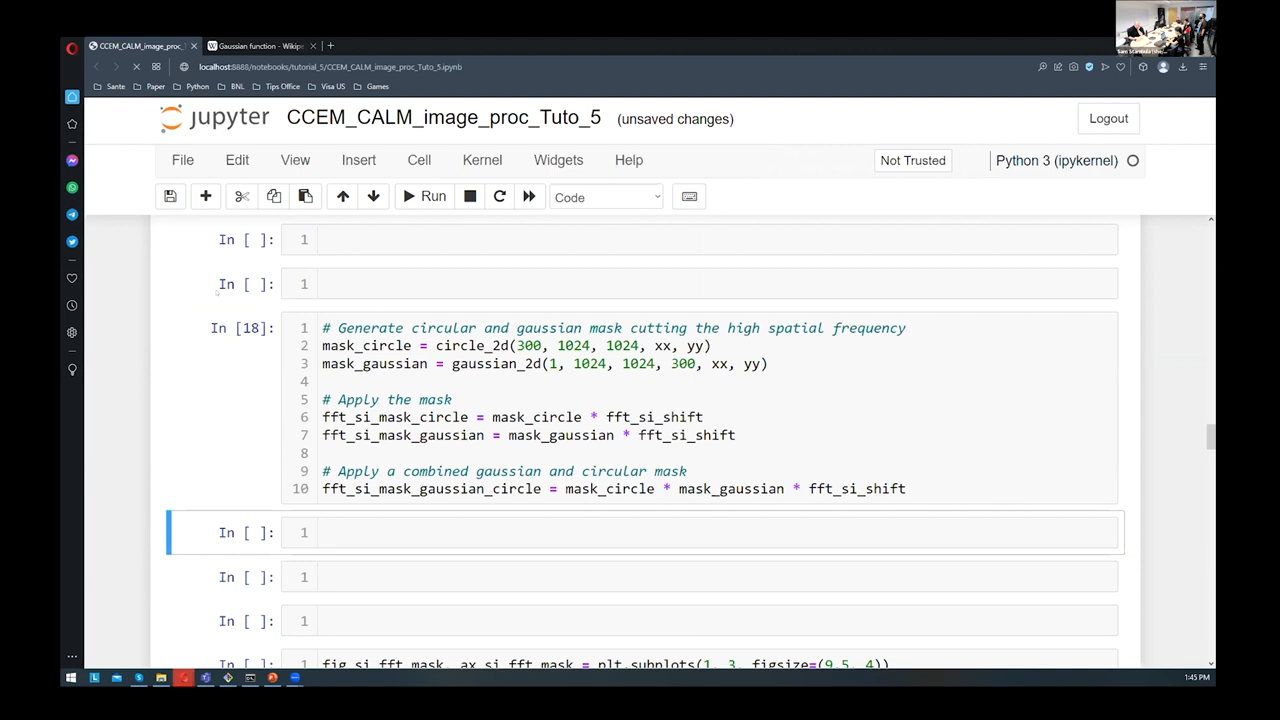 CCEM_CALM_image_proc_
Gaussian function - Wikipe
localhost:8888/notebooks/tutorial_5/CCEM_CALM_image_proc_Tuto_5.ipynb
Sante Paper Python BNL Tips Office Visa US Games
jupyter CCEM_CALM_image_proc_Tuto_5 (unsaved changes) Logout
File Edit View Insert Cell Kernel Widgets Help Not Trusted Python 3 (ipykernel)
Run Code
In [ ]: 1
In [ ]: 1
In [18]: 1 # Generate circular and gaussian mask cutting the high spatial frequency
2 mask_circle = circle_2d(300, 1024, 1024, xx, yy)
3 mask_gaussian = gaussian_2d(1, 1024, 1024, 300, xx, yy)
4
5 # Apply the mask
6 fft_si_mask_circle = mask_circle * fft_si_shift
7 fft_si_mask_gaussian = mask_gaussian * fft_si_shift
8
9 # Apply a combined gaussian and circular mask
10 fft_si_mask_gaussian_circle = mask_circle * mask_gaussian * fft_si_shift
In [ ]: 1
In [ ]: 1
In [ ]: 1
In [ ]: 1 fig_si_fft_mask, ax_si_fft_mask = plt.subplots(1, 3, figsize=(9.5, 4))
1:45 PM